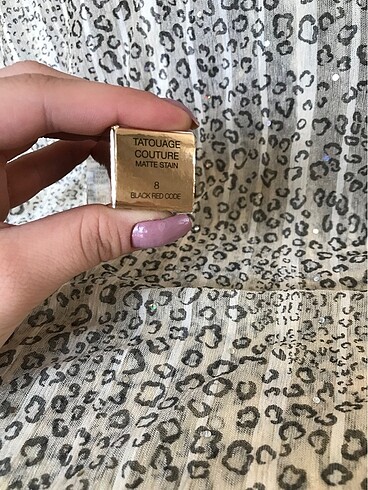 TATOUAGE
COUTURE
MATTE STAIN
8
BLACK RED CODE